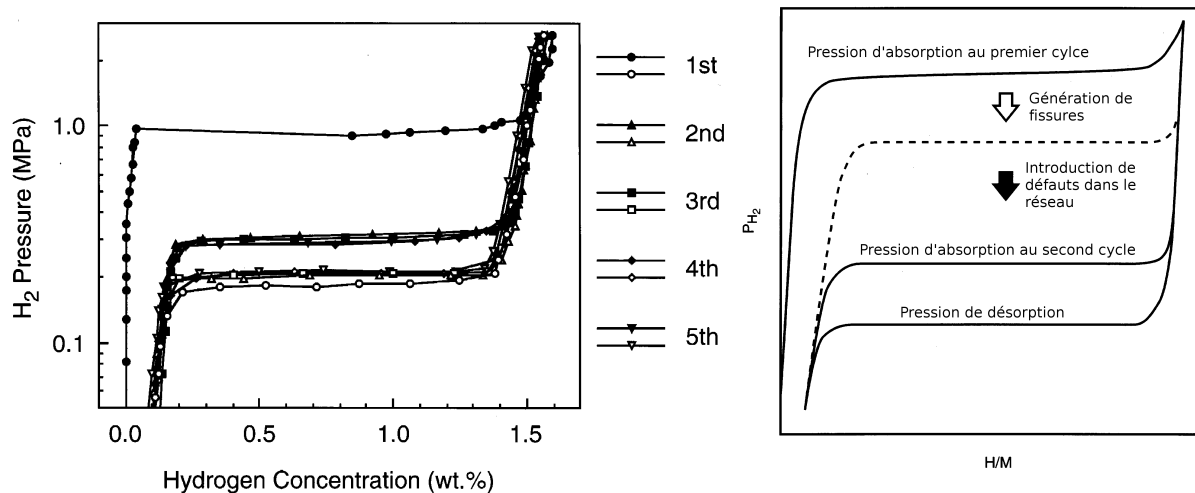 H2 Pressure (MPa)
1.0
0.1
0.0
0.5
1.0
1.5
Hydrogen Concentration (wt.%)
1st
2nd
3rd
4th
5th
Pression d'absorption au premier cylce
Génération de
fissures
Introduction de
défauts dans le
réseau
Pression d'absorption au second cycle
Pression de désorption
PH2
H/M